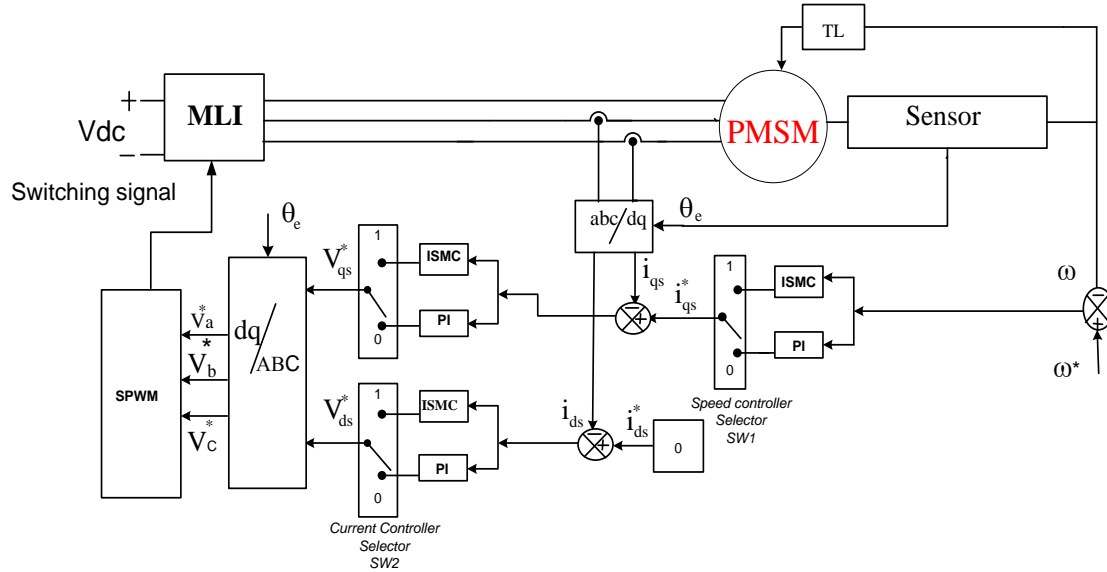 TL
+
MLI
Vdc
−
PMSM
Sensor
Switching signal
θe
abc/dq
θe
V*qs
1
ISMC
PI
0
iqs
i*qs
1
ISMC
PI
0
ω
ω*
V*a
V*b
V*C
dq/ABC
SPWM
Speed controller
Selector
SW1
V*ds
1
ISMC
PI
0
ids
i*ds
0
Current Controller
Selector
SW2
− +
− +
− +